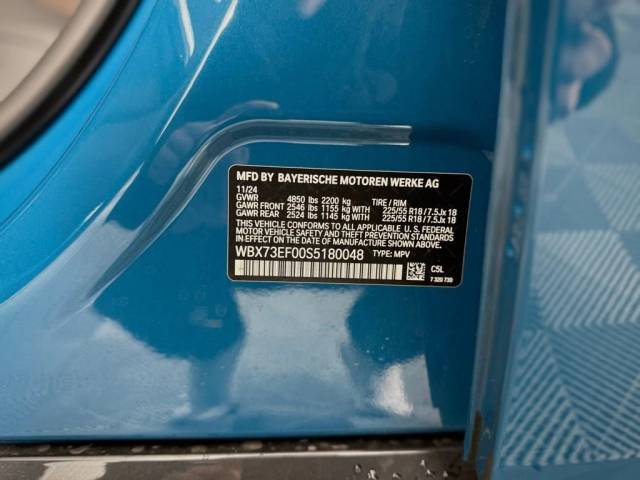 MFD BY BAYERISCHE MOTOREN WERKE AG
11/24
GVWR 4850 lbs 2200 kg TIRE / RIM
GAWR FRONT 2546 lbs 1155 kg WITH 225/55 R18 / 7.5Jx 18
GAWR REAR 2524 lbs 1145 kg WITH 225/55 R18 / 7.5Jx 18
THIS VEHICLE CONFORMS TO ALL APPLICABLE U.S. FEDERAL
MOTOR VEHICLE SAFETY, BUMPER AND THEFT PREVENTION
STANDARDS IN EFFECT ON THE DATE OF MANUFACTURE SHOWN ABOVE.
WBX73EF00S5180048 TYPE: MPV
C5L
7 320 730